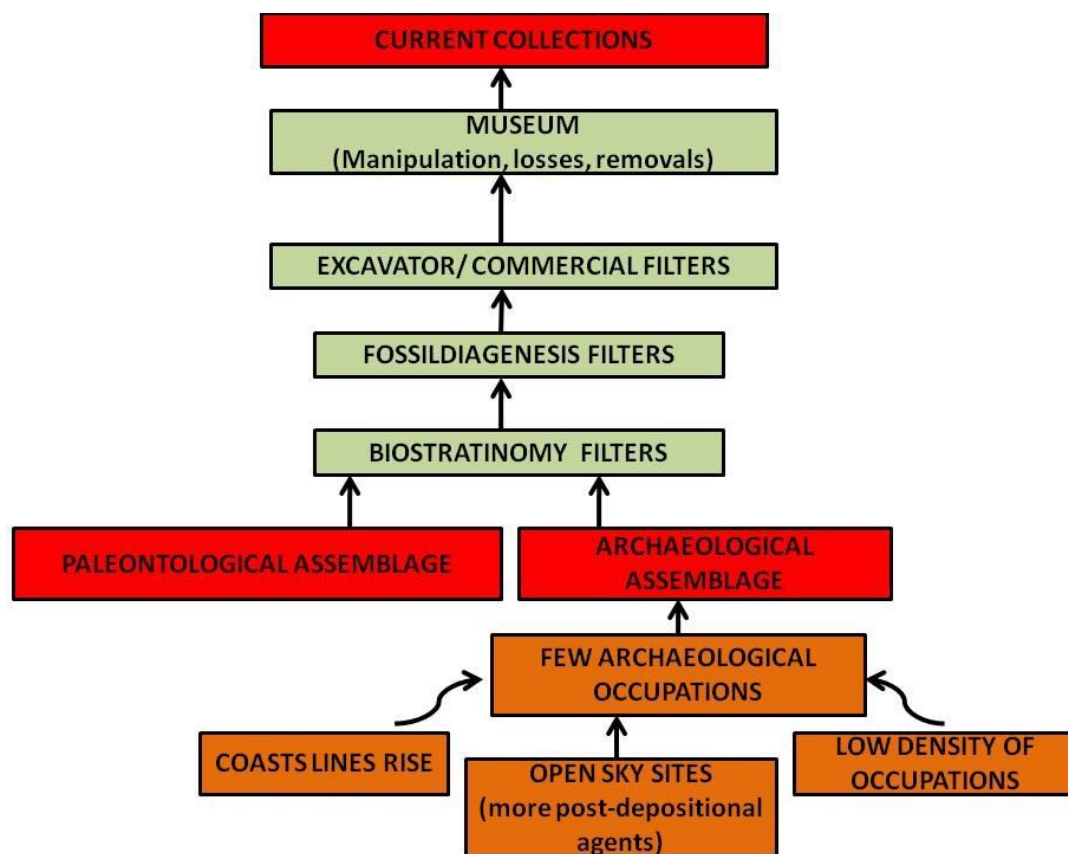 CURRENT COLLECTIONS
MUSEUM
(Manipulation, losses, removals)
EXCAVATOR/ COMMERCIAL FILTERS
FOSSILDIAGENESIS FILTERS
BIOSTRATINOMY FILTERS
PALEONTOLOGICAL ASSEMBLAGE
ARCHAEOLOGICAL
ASSEMBLAGE
FEW ARCHAEOLOGICAL
OCCUPATIONS
COASTS LINES RISE
OPEN SKY SITES
(more post-depositional
agents)
LOW DENSITY OF
OCCUPATIONS